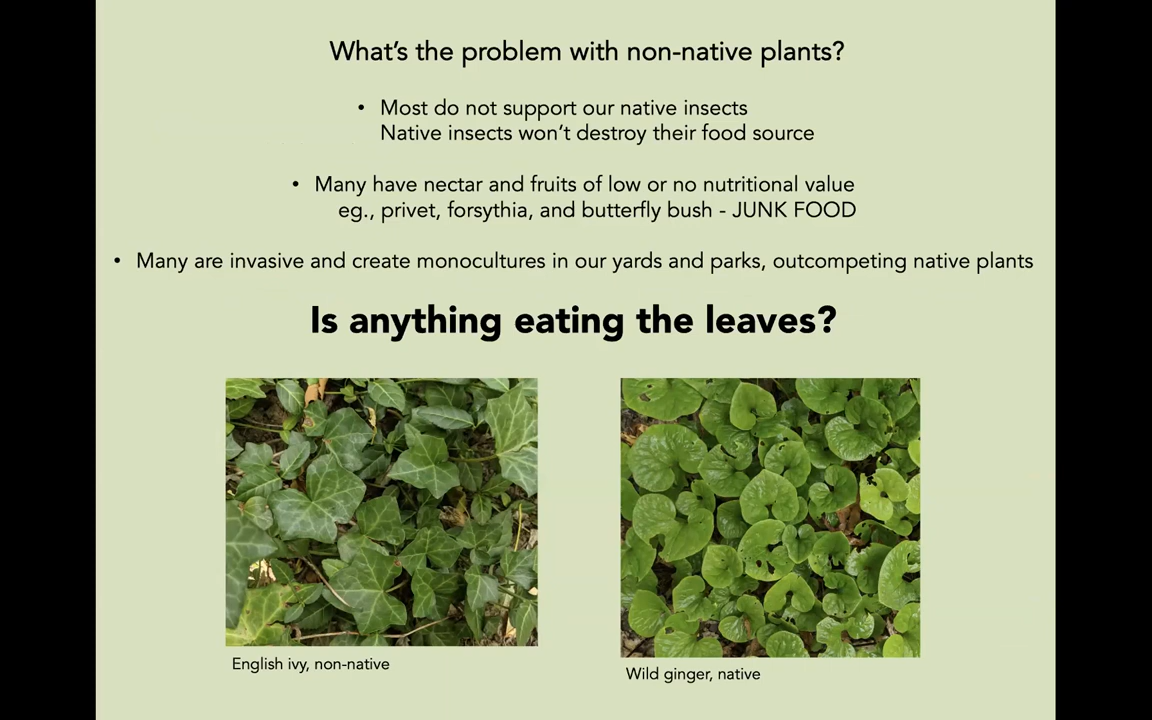 What's the problem with non-native plants?
• Most do not support our native insects
Native insects won't destroy their food source
• Many have nectar and fruits of low or no nutritional value
eg., privet, forsythia, and butterfly bush - JUNK FOOD
• Many are invasive and create monocultures in our yards and parks, outcompeting native plants
Is anything eating the leaves?
English ivy, non-native
Wild ginger, native